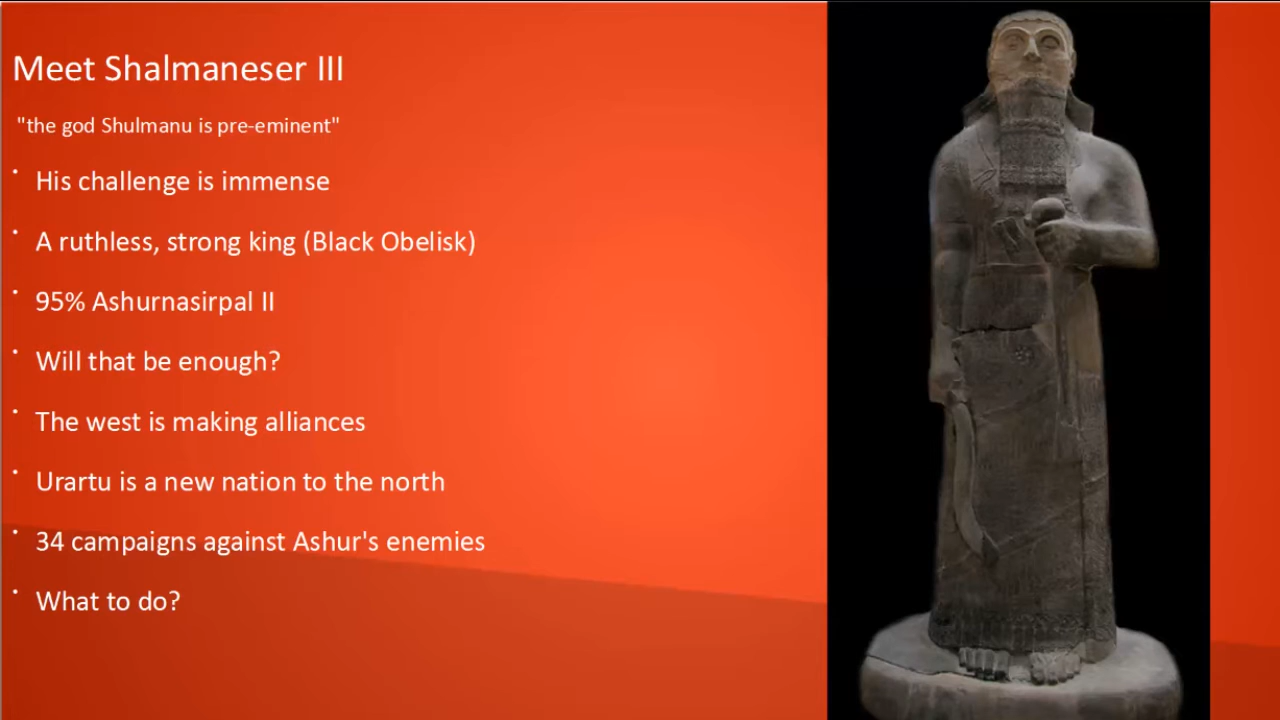 Meet Shalmaneser III
"the god Shulmanu is pre-eminent"
• His challenge is immense
• A ruthless, strong king (Black Obelisk)
• 95% Ashurnasirpal II
• Will that be enough?
• The west is making alliances
• Urartu is a new nation to the north
• 34 campaigns against Ashur's enemies
• What to do?